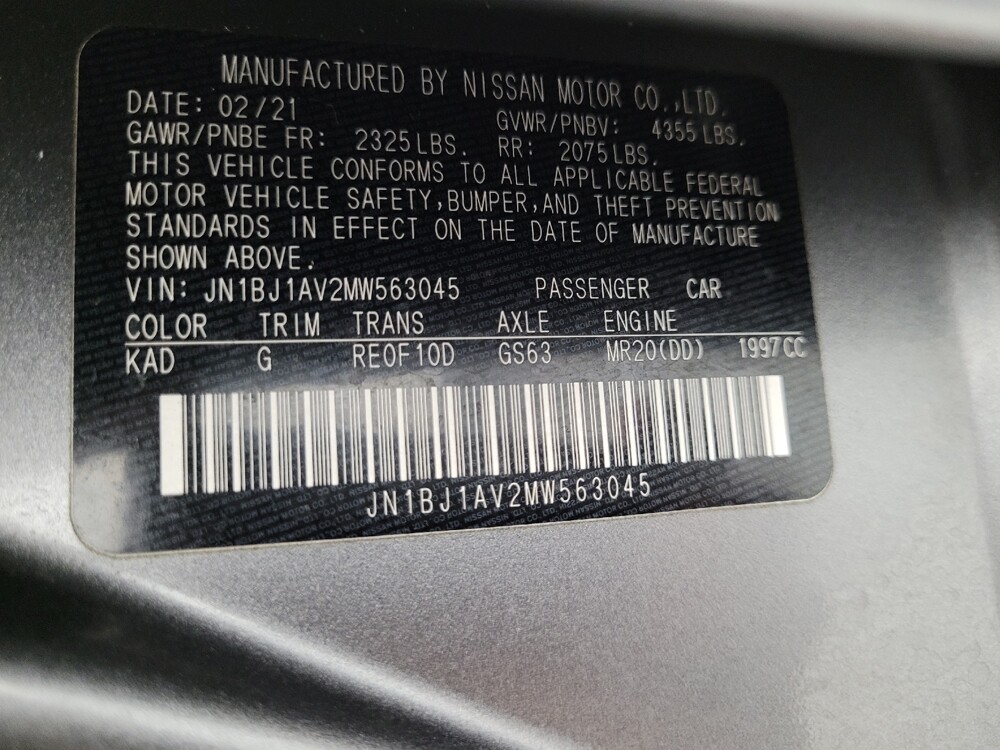 MANUFACTURED BY NISSAN MOTOR CO.,LTD.
DATE: 02/21 GVWR/PNBV: 4355 LBS.
GAWR/PNBE FR: 2325 LBS. RR: 2075 LBS.
THIS VEHICLE CONFORMS TO ALL APPLICABLE FEDERAL
MOTOR VEHICLE SAFETY,BUMPER,AND THEFT PREVENTION
STANDARDS IN EFFECT ON THE DATE OF MANUFACTURE
SHOWN ABOVE.
VIN: JN1BJ1AV2MW563045 PASSENGER CAR
COLOR TRIM TRANS AXLE ENGINE
KAD G RE0F10D GS63 MR20(DD) 1997CC
JN1BJ1AV2MW563045